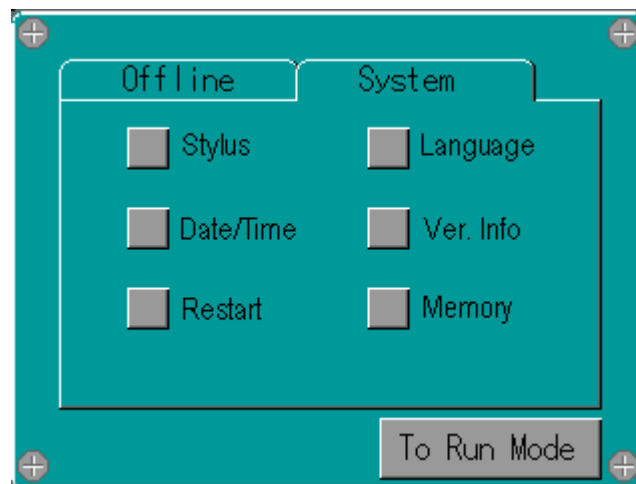 Offline System
Stylus Language
Date/Time Ver. Info
Restart Memory
To Run Mode